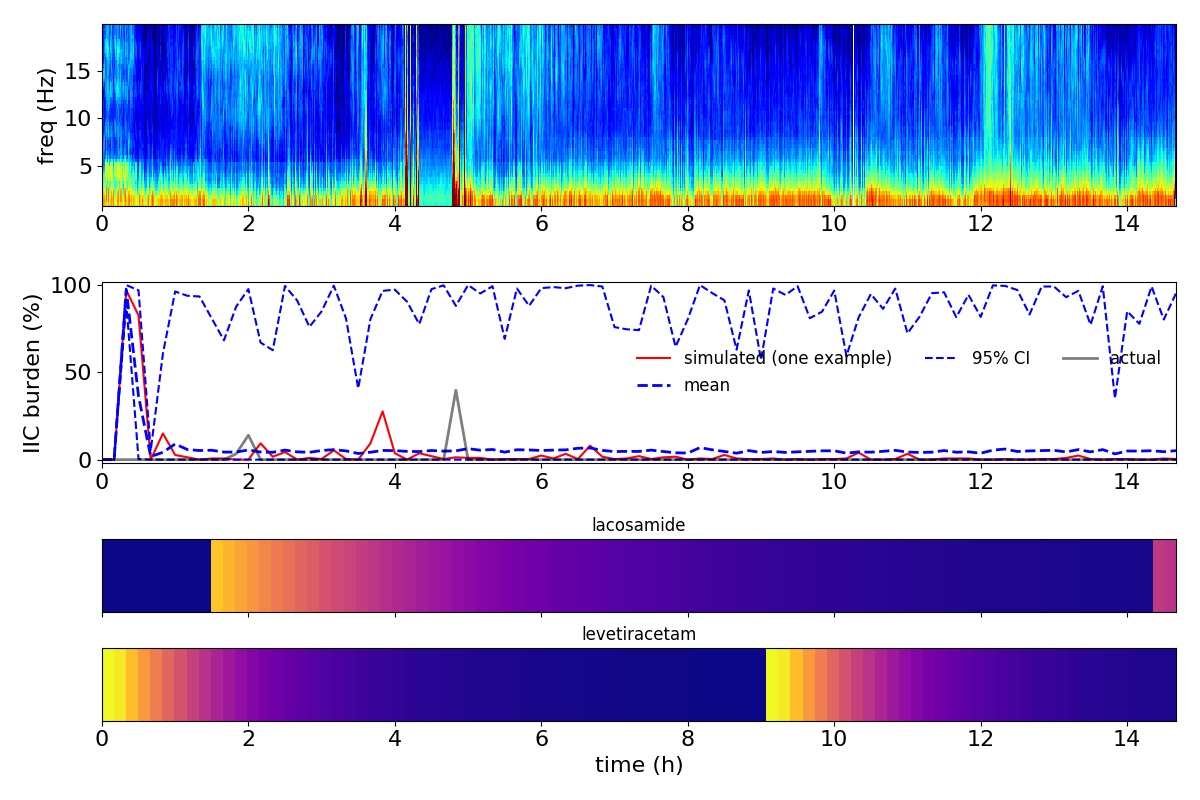 freq (Hz)
15
10
5
0 2 4 6 8 10 12 14
IIC burden (%)
100
50
0
simulated (one example) 95% CI actual
mean
0 2 4 6 8 10 12 14
lacosamide
levetiracetam
0 2 4 6 8 10 12 14
time (h)